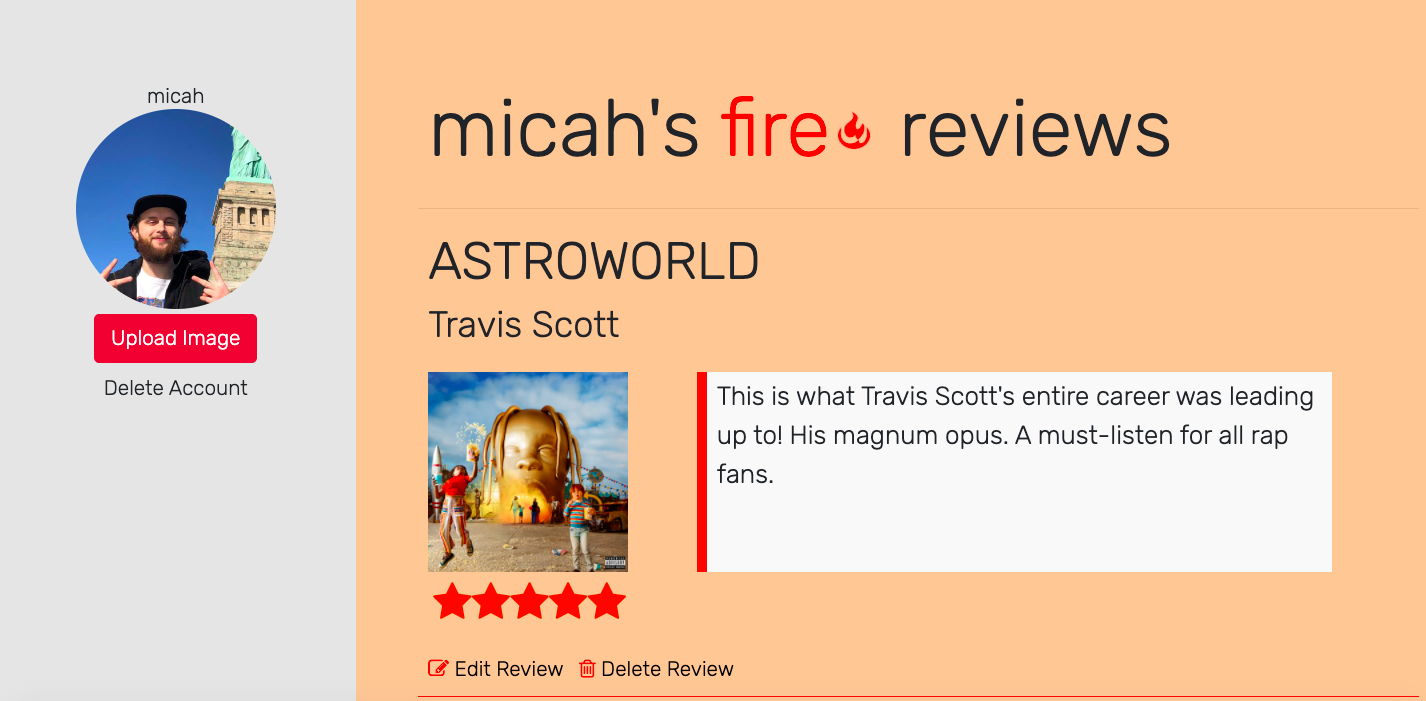 micah
Upload Image
Delete Account
micah's fire reviews
ASTROWORLD
Travis Scott
This is what Travis Scott's entire career was leading
up to! His magnum opus. A must-listen for all rap
fans.
Edit Review Delete Review